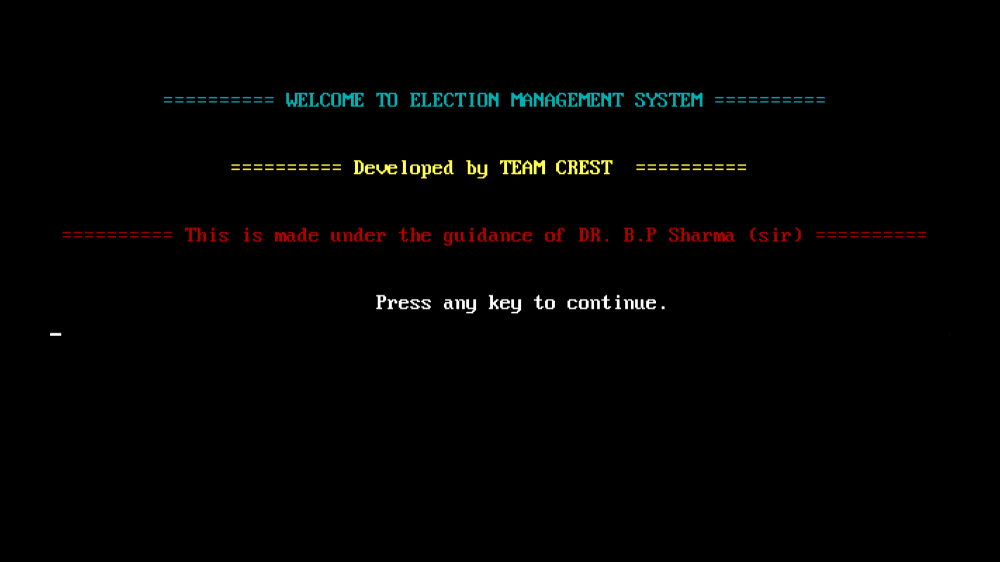 ========== WELCOME TO ELECTION MANAGEMENT SYSTEM ==========
========== Developed by TEAM CREST  ==========
========== This is made under the guidance of DR. B.P Sharma (sir) ==========
Press any key to continue.
_